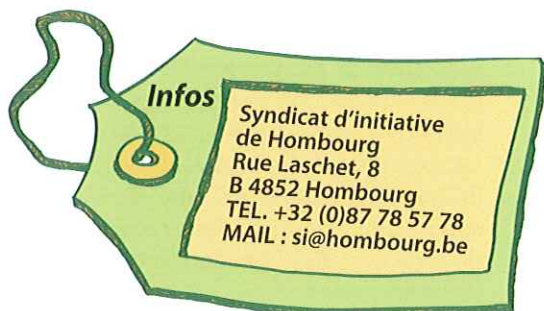 Infos
Syndicat d'initiative
de Hombourg
Rue Laschet, 8
B 4852 Hombourg
TEL. +32 (0)87 78 57 78
MAIL : si@hombourg.be